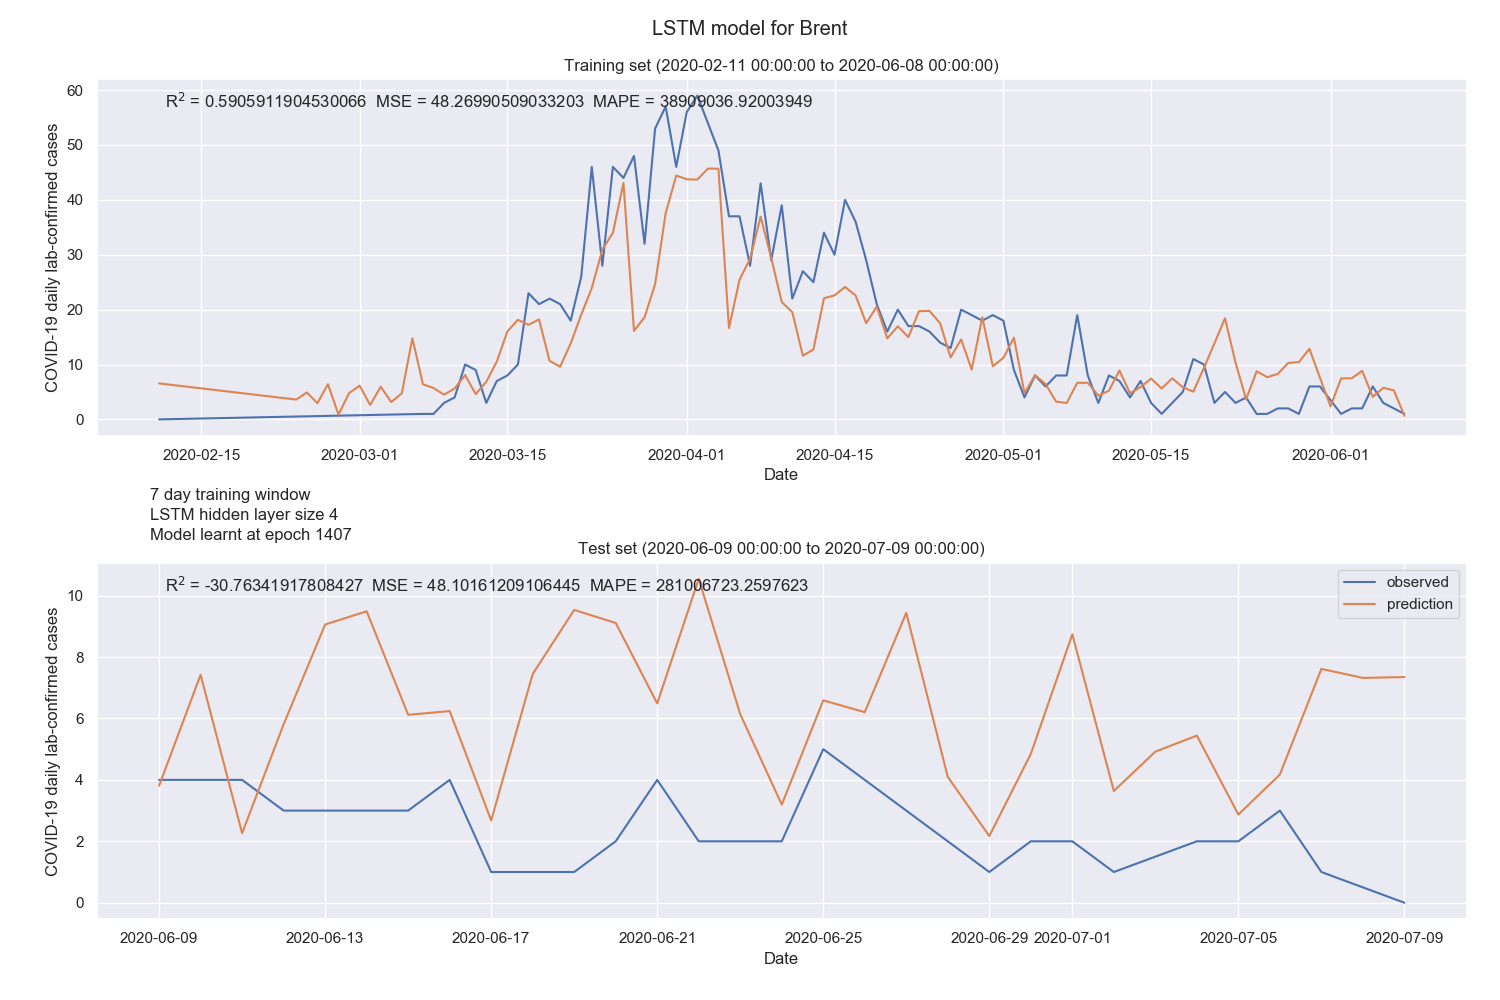 LSTM model for Brent
Training set (2020-02-11 00:00:00 to 2020-06-08 00:00:00)
R² = 0.5905911904530066 MSE = 48.26990509033203 MAPE = 38909036.92003949
COVID-19 daily lab-confirmed cases
60
50
40
30
20
10
0
2020-02-15 2020-03-01 2020-03-15 2020-04-01 2020-04-15 2020-05-01 2020-05-15 2020-06-01
Date
7 day training window
LSTM hidden layer size 4
Model learnt at epoch 1407
Test set (2020-06-09 00:00:00 to 2020-07-09 00:00:00)
R² = -30.76341917808427 MSE = 48.10161209106445 MAPE = 281006723.2597623
observed
prediction
COVID-19 daily lab-confirmed cases
10
8
6
4
2
0
2020-06-09 2020-06-13 2020-06-17 2020-06-21 2020-06-25 2020-06-29 2020-07-01 2020-07-05 2020-07-09
Date